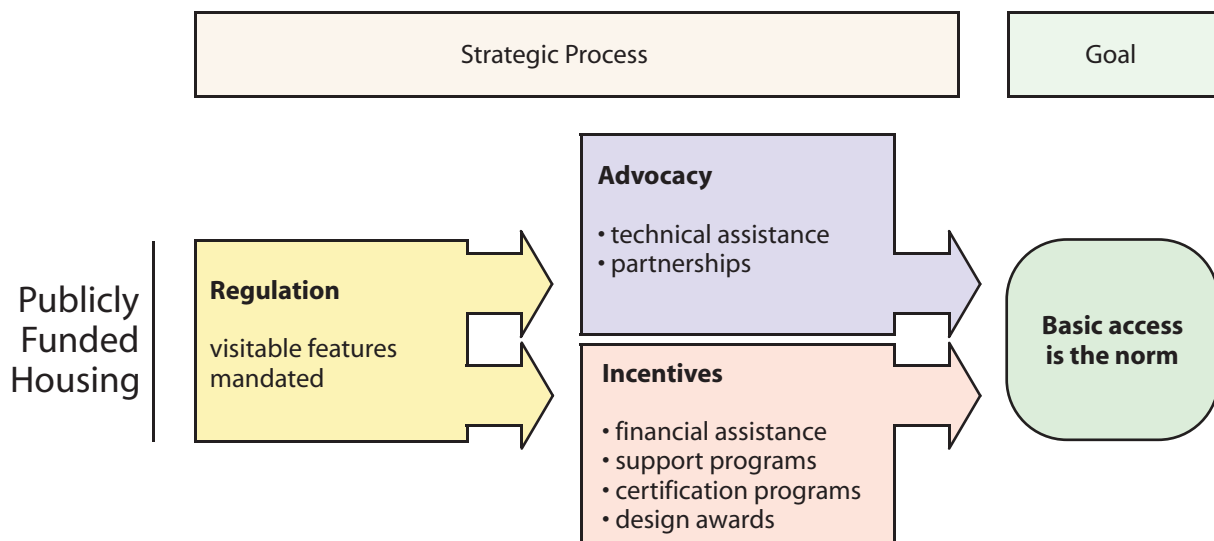 Strategic Process
Goal
Publicly
Funded
Housing
Regulation
visitable features
mandated
Advocacy
• technical assistance
• partnerships
Incentives
• financial assistance
• support programs
• certification programs
• design awards
Basic access
is the norm